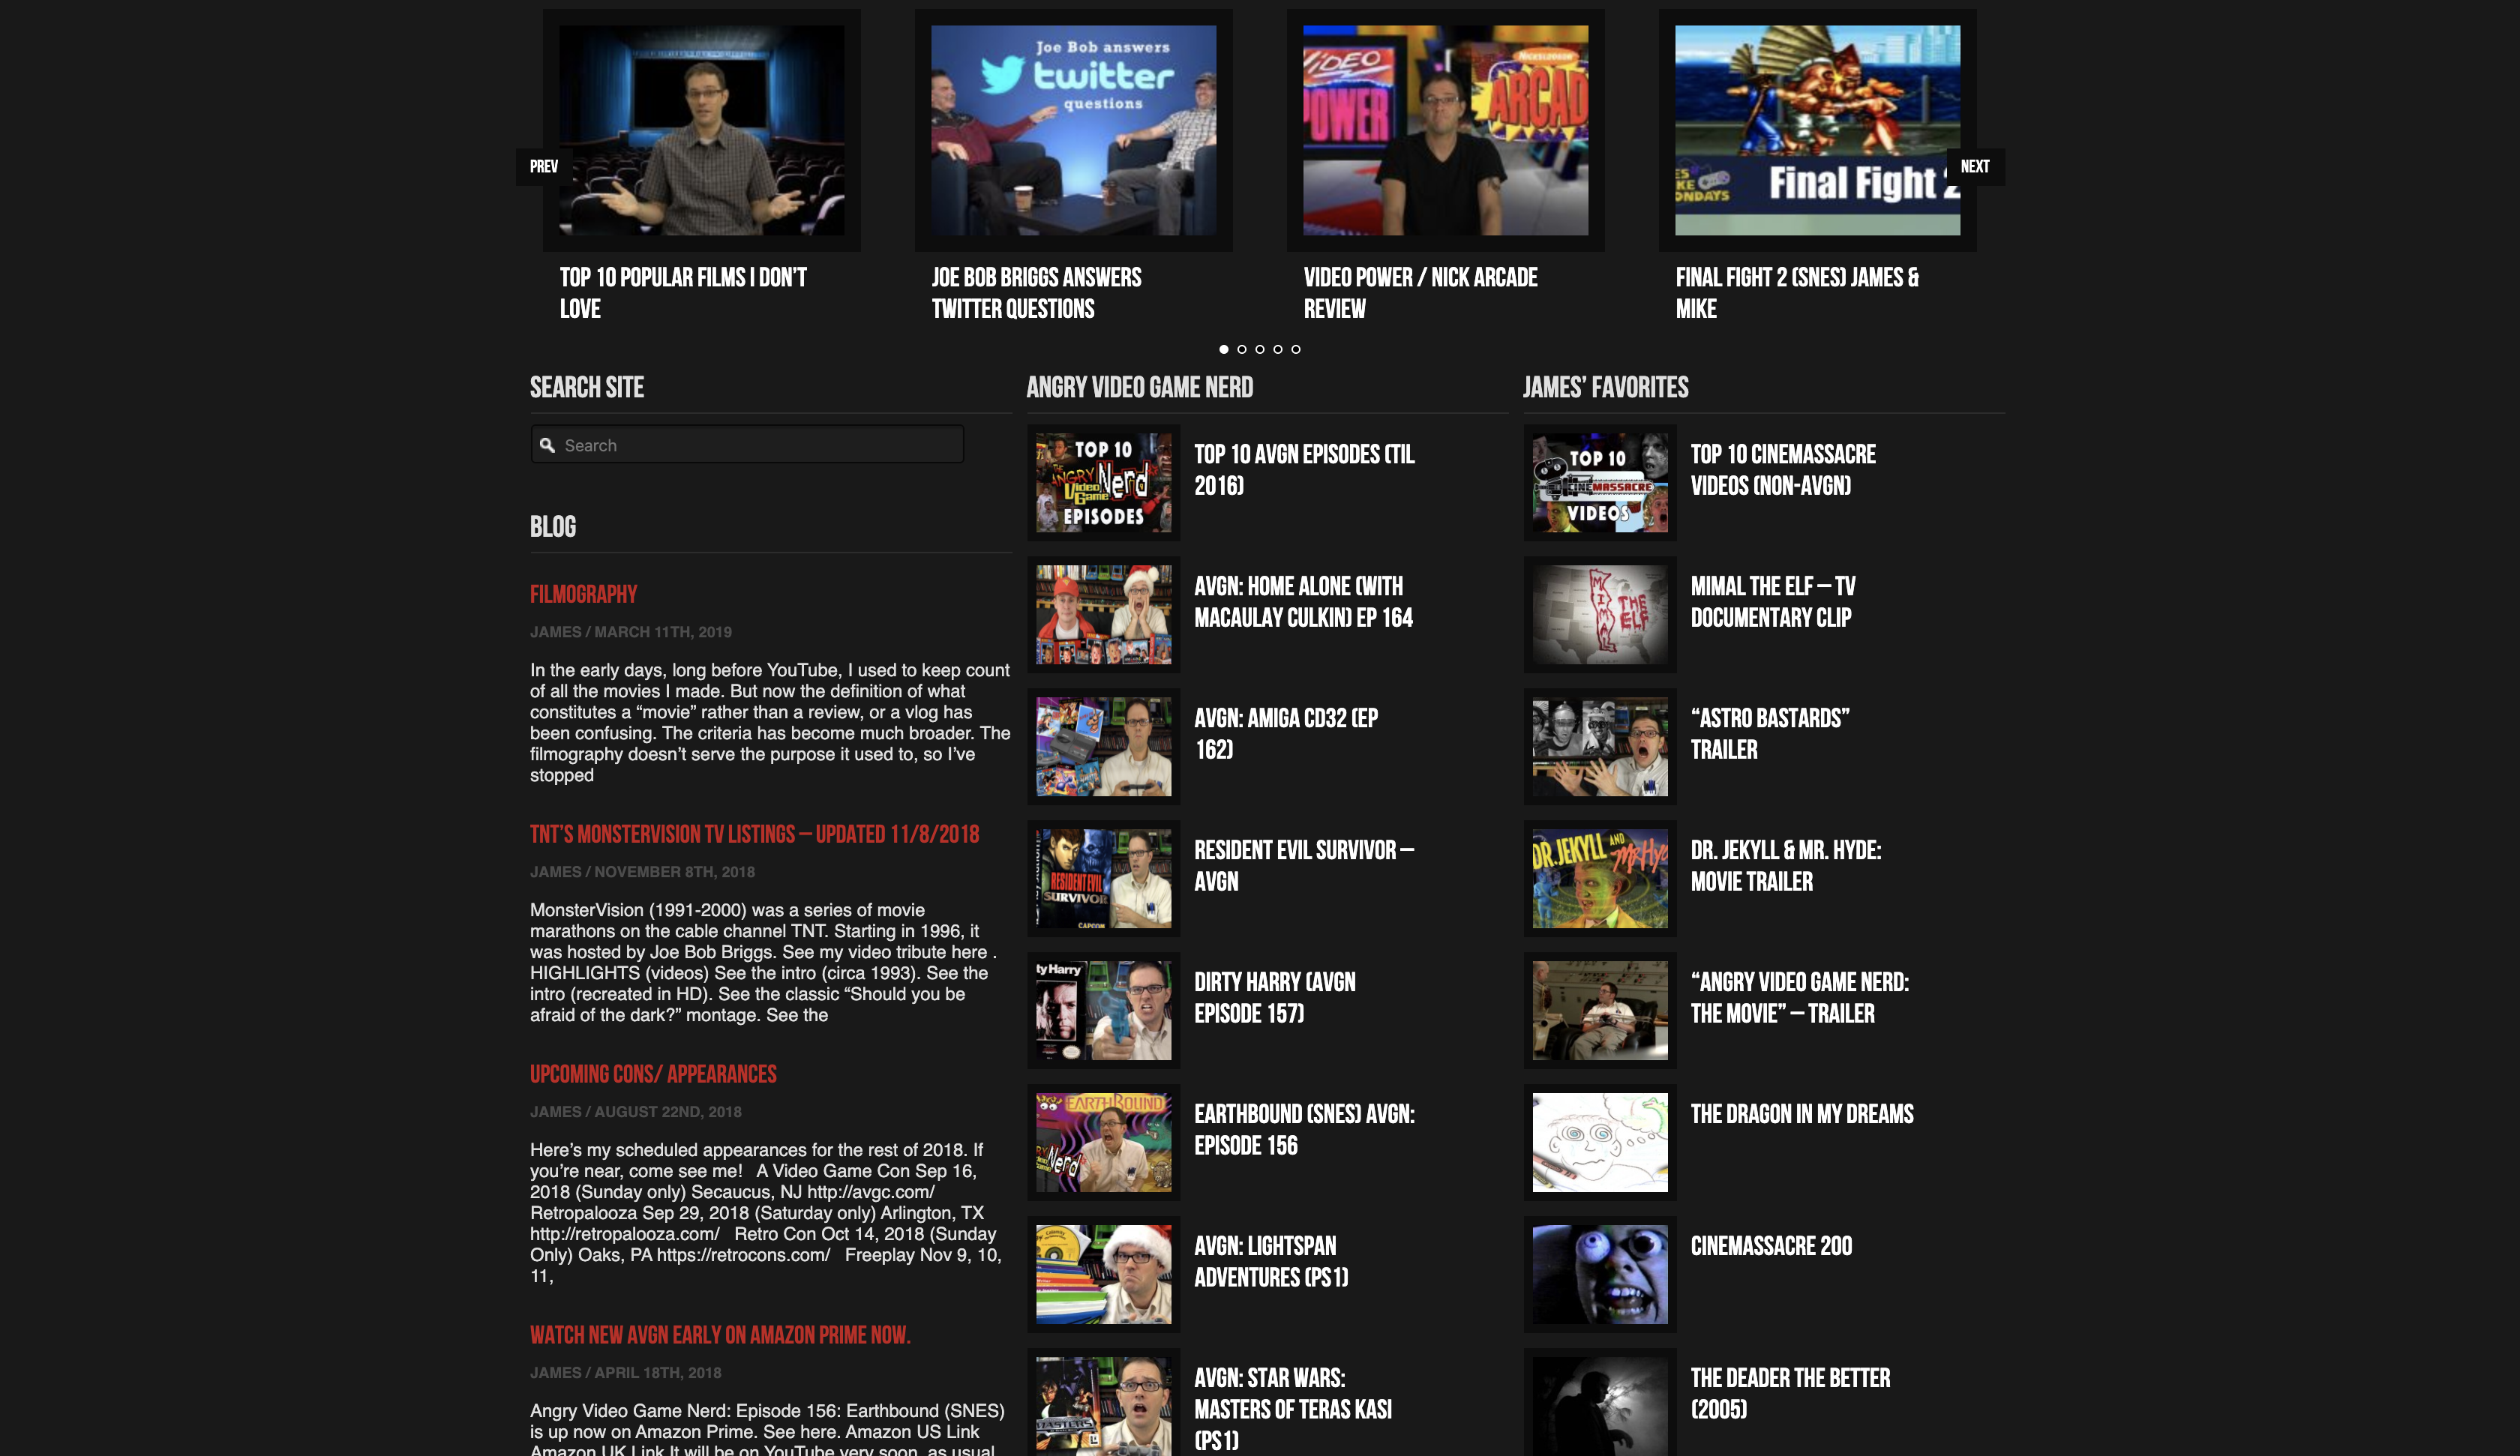 Joe Bob answers
twitter
questions
VIDEO
POWER
NICKELODEON
ARCAD
Final Fight 2
PREV
NEXT
TOP 10 POPULAR FILMS I DON’T
LOVE
JOE BOB BRIGGS ANSWERS
TWITTER QUESTIONS
VIDEO POWER / NICK ARCADE
REVIEW
FINAL FIGHT 2 (SNES) JAMES &
MIKE
SEARCH SITE
Search
BLOG
FILMOGRAPHY
JAMES / MARCH 11TH, 2019
In the early days, long before YouTube, I used to keep count
of all the movies I made. But now the definition of what
constitutes a “movie” rather than a review, or a vlog has
been confusing. The criteria has become much broader. The
filmography doesn’t serve the purpose it used to, so I’ve
stopped
TNT’S MONSTERVISION TV LISTINGS – UPDATED 11/8/2018
JAMES / NOVEMBER 8TH, 2018
MonsterVision (1991-2000) was a series of movie
marathons on the cable channel TNT. Starting in 1996, it
was hosted by Joe Bob Briggs. See my video tribute here .
HIGHLIGHTS (videos) See the intro (circa 1993). See the
intro (recreated in HD). See the classic “Should you be
afraid of the dark?” montage. See the
UPCOMING CONS/ APPEARANCES
JAMES / AUGUST 22ND, 2018
Here’s my scheduled appearances for the rest of 2018. If
you’re near, come see me!   A Video Game Con Sep 16,
2018 (Sunday only) Secaucus, NJ http://avgc.com/
Retropalooza Sep 29, 2018 (Saturday only) Arlington, TX
http://retropalooza.com/   Retro Con Oct 14, 2018 (Sunday
Only) Oaks, PA https://retrocons.com/   Freeplay Nov 9, 10,
11,
WATCH NEW AVGN EARLY ON AMAZON PRIME NOW.
JAMES / APRIL 18TH, 2018
Angry Video Game Nerd: Episode 156: Earthbound (SNES)
is up now on Amazon Prime. See here. Amazon US Link
Amazon UK Link It will be on YouTube very soon, as usual
ANGRY VIDEO GAME NERD
TOP 10
THE ANGRY Video Game Nerd
EPISODES
TOP 10 AVGN EPISODES (TIL
2016)
AVGN: HOME ALONE (WITH
MACAULAY CULKIN) EP 164
AVGN: AMIGA CD32 (EP
162)
RESIDENT EVIL
SURVIVOR
CAPCOM
RESIDENT EVIL SURVIVOR –
AVGN
ty Harry
DIRTY HARRY (AVGN
EPISODE 157)
EARTHBOUND
Nerd
EARTHBOUND (SNES) AVGN:
EPISODE 156
AVGN: LIGHTSPAN
ADVENTURES (PS1)
MASTERS
AVGN: STAR WARS:
MASTERS OF TERAS KASI
(PS1)
JAMES’ FAVORITES
TOP 10
CINEMASSACRE
VIDEOS
TOP 10 CINEMASSACRE
VIDEOS (NON-AVGN)
MIMAL
THE
ELF
MIMAL THE ELF – TV
DOCUMENTARY CLIP
“ASTRO BASTARDS”
TRAILER
DR. JEKYLL AND Mr Hyd
DR. JEKYLL & MR. HYDE:
MOVIE TRAILER
“ANGRY VIDEO GAME NERD:
THE MOVIE” – TRAILER
THE DRAGON IN MY DREAMS
CINEMASSACRE 200
THE DEADER THE BETTER
(2005)